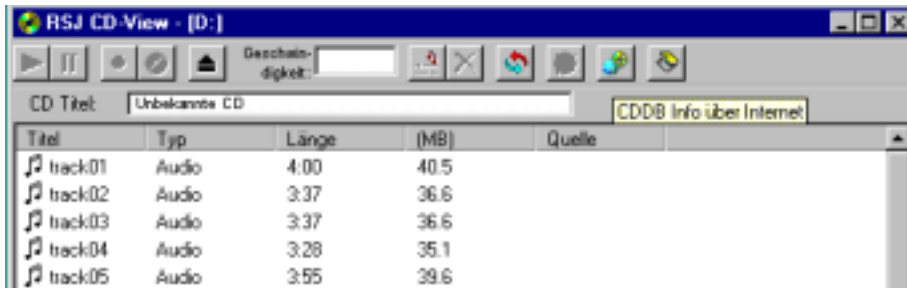 RSJ CD-View - [D:]
Geschwin-
digkeit:
CD Titel: Unbekannte CD
CDDB Info über Internet
Titel Typ Länge (MB) Quelle
track01 Audio 4:00 40.5
track02 Audio 3:37 36.6
track03 Audio 3:37 36.6
track04 Audio 3:28 35.1
track05 Audio 3:55 39.6